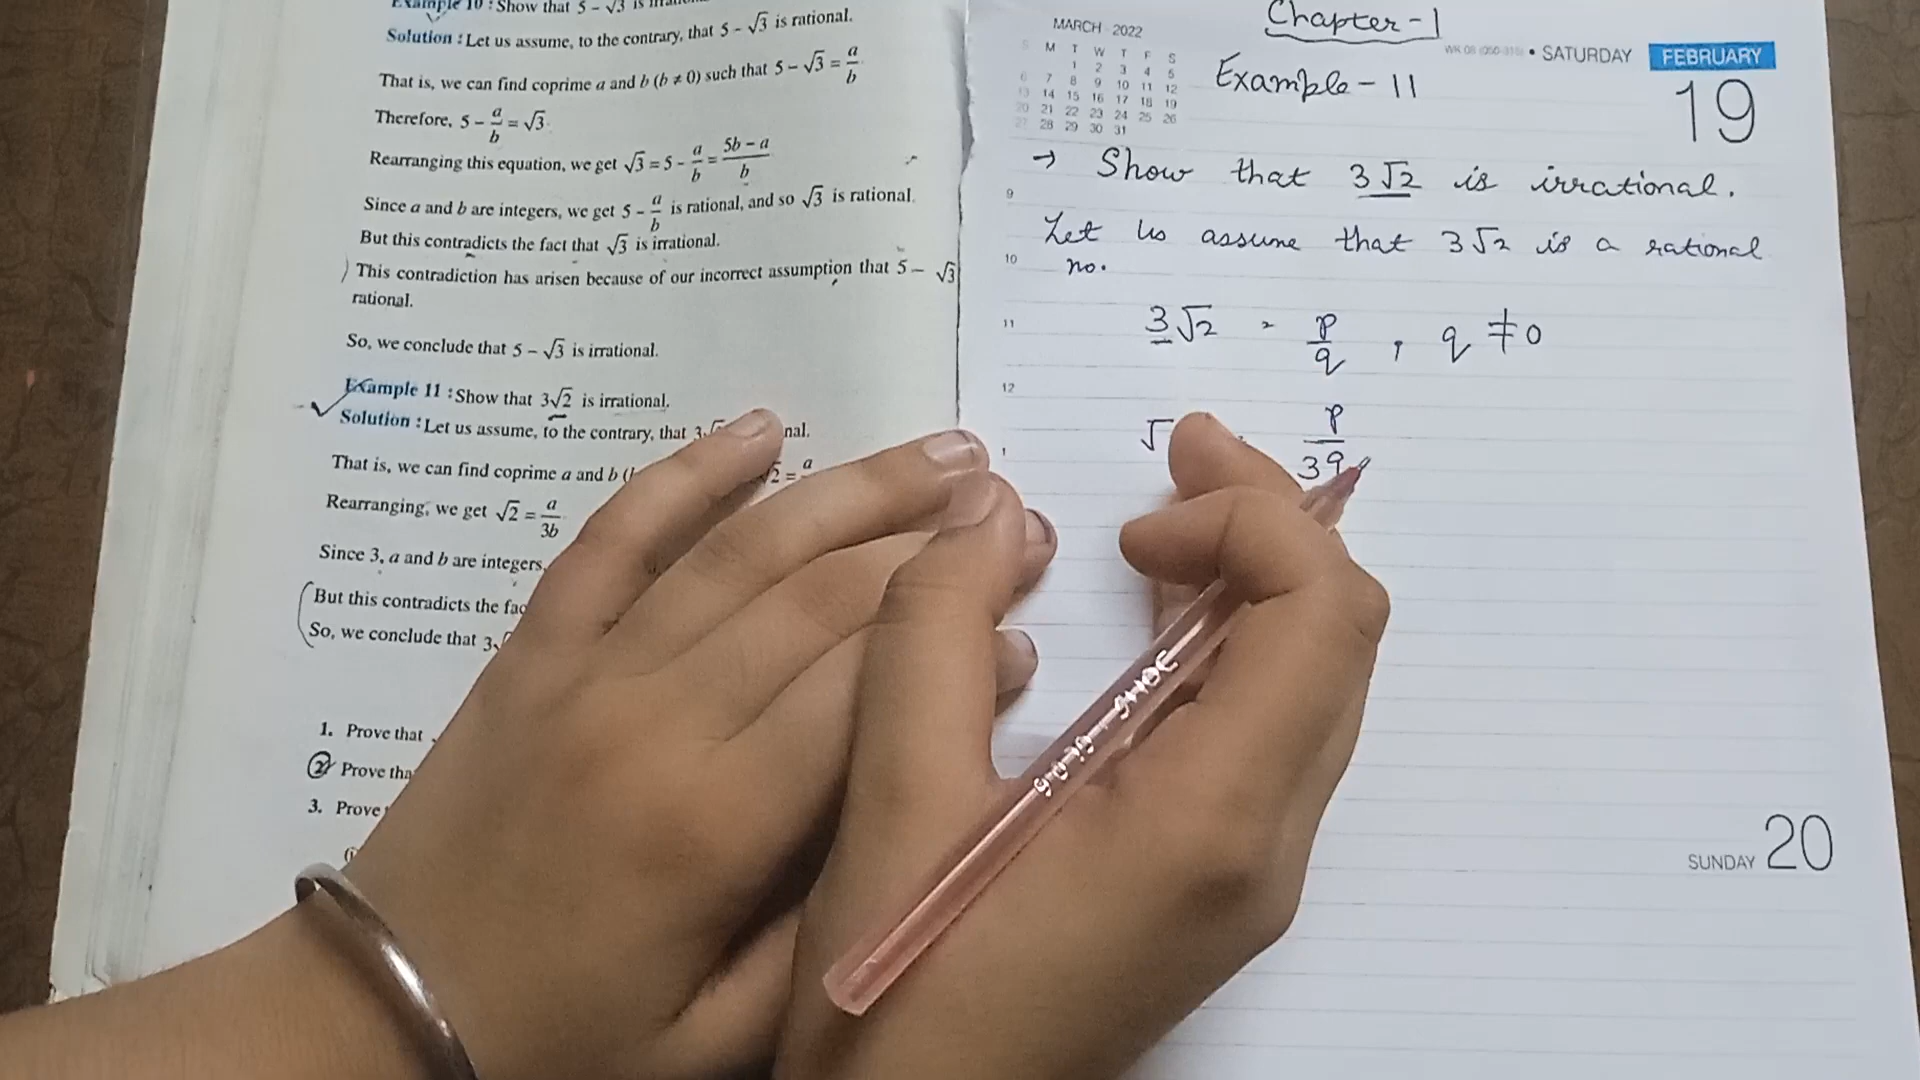 Example 10 : Show that 5 – √3 is
Solution : Let us assume, to the contrary, that 5 – √3 is rational.
That is, we can find coprime a and b (b ≠ 0) such that 5 – √3 = a/b
Therefore, 5 – a/b = √3.
Rearranging this equation, we get √3 = 5 – a/b = (5b – a)/b
Since a and b are integers, we get 5 – a/b is rational, and so √3 is rational.
But this contradicts the fact that √3 is irrational.
This contradiction has arisen because of our incorrect assumption that 5 – √3
rational.
So, we conclude that 5 – √3 is irrational.
Example 11 : Show that 3√2 is irrational.
Solution : Let us assume, to the contrary, that 3√
That is, we can find coprime a and b
Rearranging, we get √2 = a/3b
Since 3, a and b are integers,
But this contradicts the
So, we conclude that 3√
1. Prove that
2. Prove
3. Prove
MARCH - 2022
S M T W T F S
1 2 3 4 5
6 7 8 9 10 11 12
13 14 15 16 17 18 19
20 21 22 23 24 25 26
27 28 29 30 31
• SATURDAY FEBRUARY
19
Chapter - 1
Example - 11
→ Show that 3√2 is irrational.
9
Let us assume that 3√2 is a rational
10
no.
11
3√2 = p/q , q ≠ 0
12
1
√ p/3q
SUNDAY 20